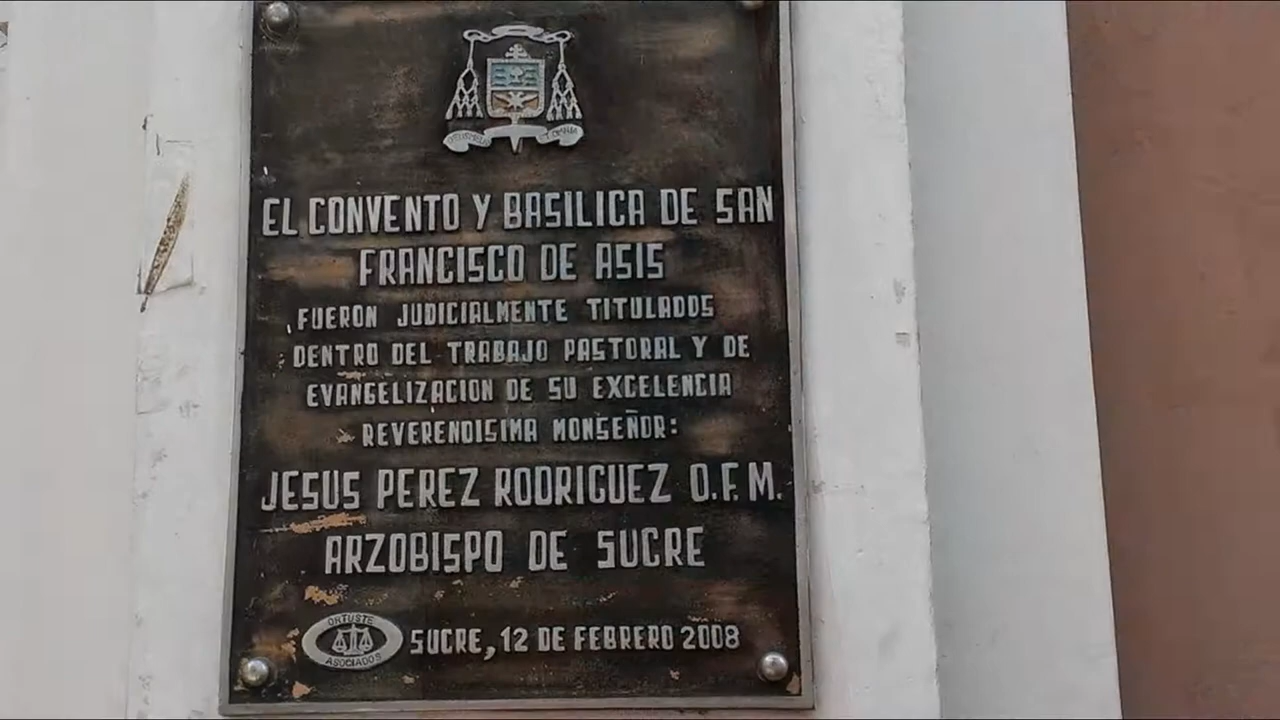 EL CONVENTO Y BASILICA DE SAN
FRANCISCO DE ASIS
FUERON JUDICIALMENTE TITULADOS
DENTRO DEL TRABAJO PASTORAL Y DE
EVANGELIZACION DE SU EXCELENCIA
REVERENDISIMA MONSEÑOR:
JESUS PEREZ RODRIGUEZ O.F.M.
ARZOBISPO DE SUCRE
ORTUSTE
ASOCIADOS
SUCRE, 12 DE FEBRERO 2008